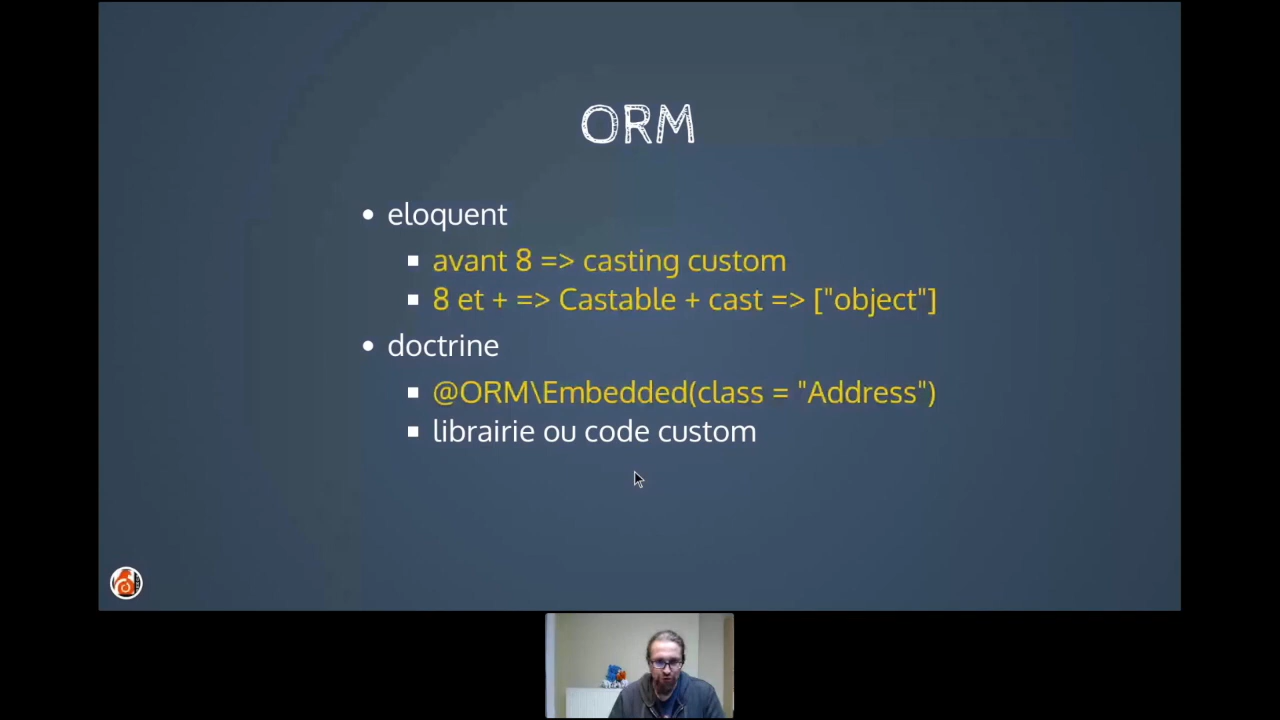 ORM
eloquent
avant 8 => casting custom
8 et + => Castable + cast => ["object"]
doctrine
@ORM\Embedded(class = "Address")
librairie ou code custom